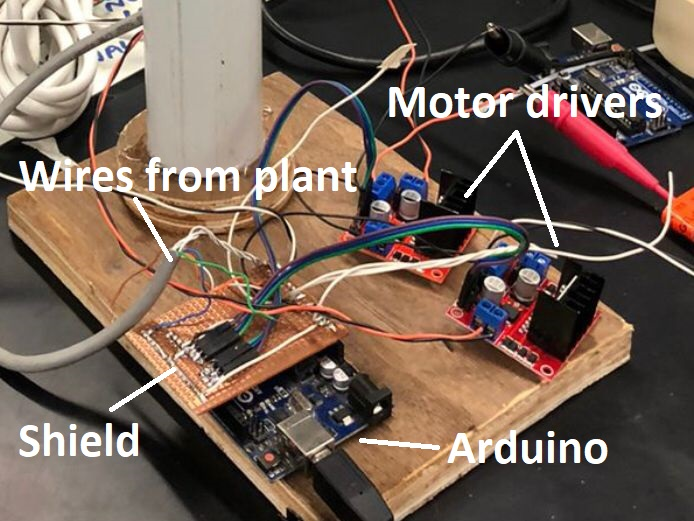 Motor drivers
Wires from plant
Shield
Arduino